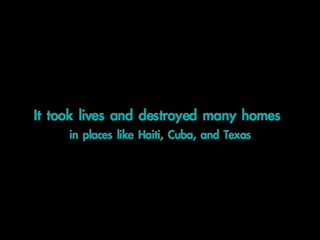 It took lives and destroyed many homes
in places like Haiti, Cuba, and Texas